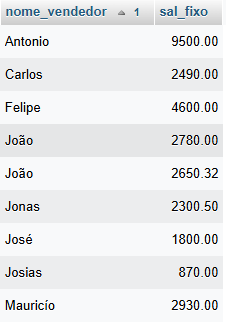 nome_vendedor 1 sal_fixo
Antonio 9500.00
Carlos 2490.00
Felipe 4600.00
João 2780.00
João 2650.32
Jonas 2300.50
José 1800.00
Josias 870.00
Maurício 2930.00